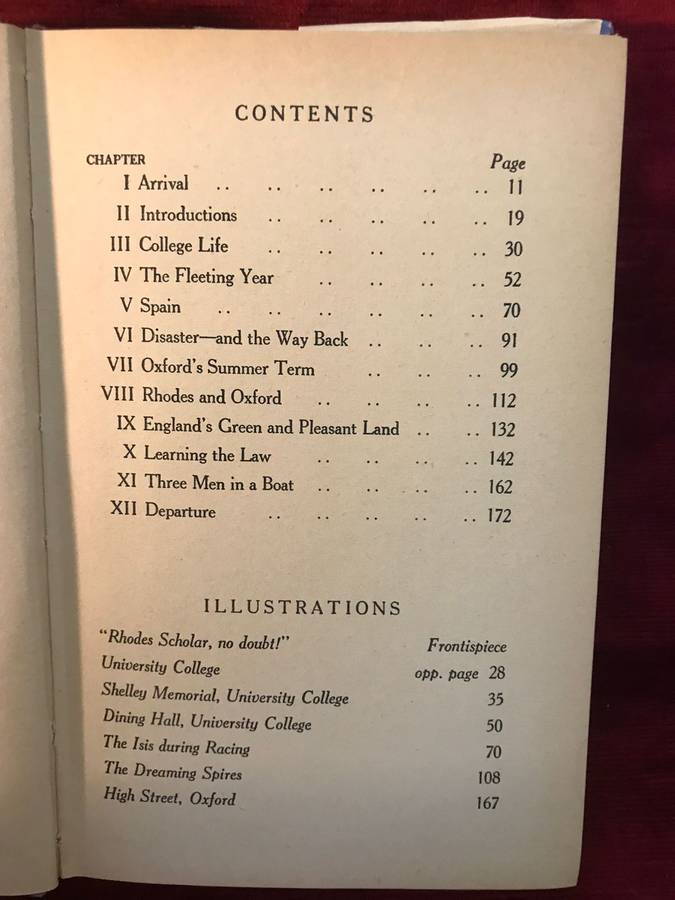 CONTENTS
CHAPTER Page
I Arrival .. .. .. .. .. .. 11
II Introductions .. .. .. .. .. 19
III College Life .. .. .. .. .. 30
IV The Fleeting Year .. .. .. .. 52
V Spain .. .. .. .. .. .. 70
VI Disaster—and the Way Back .. .. .. 91
VII Oxford's Summer Term .. .. .. 99
VIII Rhodes and Oxford .. .. .. .. 112
IX England's Green and Pleasant Land .. .. 132
X Learning the Law .. .. .. .. 142
XI Three Men in a Boat .. .. .. .. 162
XII Departure .. .. .. .. .. 172
ILLUSTRATIONS
"Rhodes Scholar, no doubt!" Frontispiece
University College opp. page 28
Shelley Memorial, University College 35
Dining Hall, University College 50
The Isis during Racing 70
The Dreaming Spires 108
High Street, Oxford 167